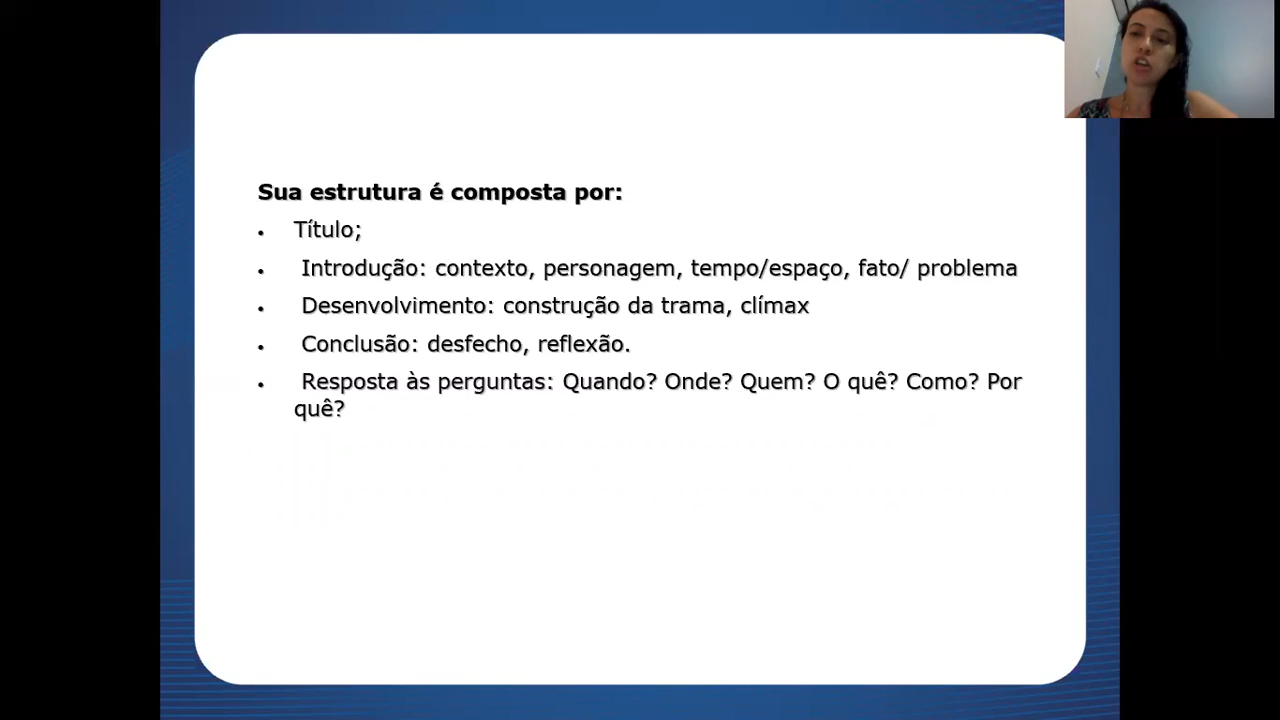 Sua estrutura é composta por:
• Título;
• Introdução: contexto, personagem, tempo/espaço, fato/ problema
• Desenvolvimento: construção da trama, clímax
• Conclusão: desfecho, reflexão.
• Resposta às perguntas: Quando? Onde? Quem? O quê? Como? Por
quê?